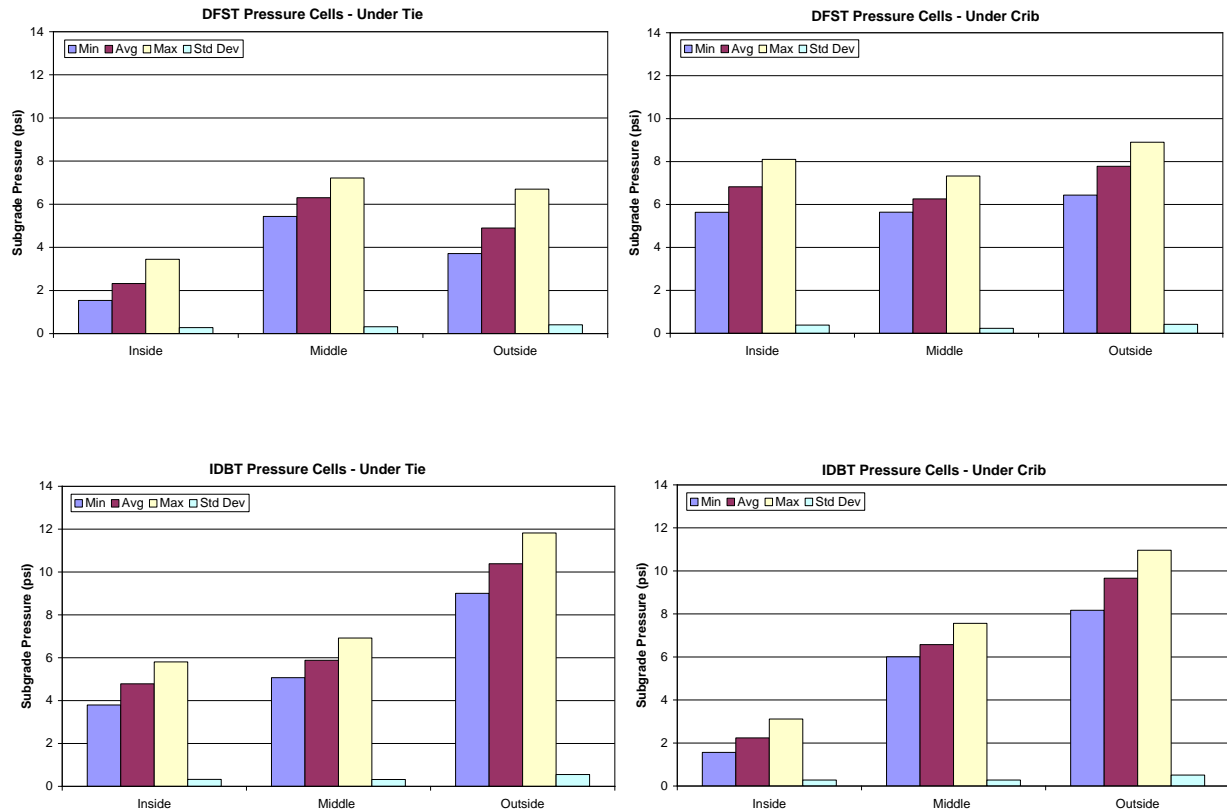 DFST Pressure Cells - Under Tie
14
12
10
8
6
4
2
0
Subgrade Pressure (psi)
Min Avg Max Std Dev
Inside Middle Outside
DFST Pressure Cells - Under Crib
14
12
10
8
6
4
2
0
Subgrade Pressure (psi)
Min Avg Max Std Dev
Inside Middle Outside
IDBT Pressure Cells - Under Tie
14
12
10
8
6
4
2
0
Subgrade Pressure (psi)
Min Avg Max Std Dev
Inside Middle Outside
IDBT Pressure Cells - Under Crib
14
12
10
8
6
4
2
0
Subgrade Pressure (psi)
Min Avg Max Std Dev
Inside Middle Outside